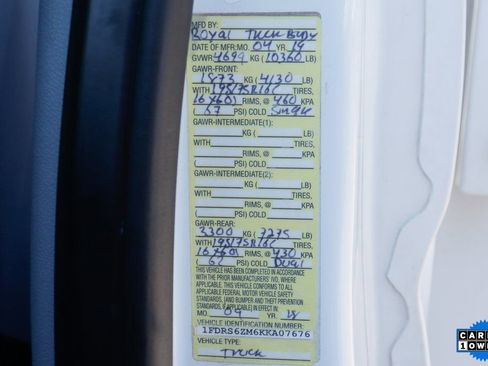 MFD BY:
Royal Truck Body
DATE OF MFR: MO. 04 / 19
GVWR 4699 KG (10360 LB)
GAWR-FRONT:
1873 KG (4130 LB)
WITH 195/75R16C TIRES,
16X6.0J RIMS, @ 460 KPA
(67 PSI) COLD Single
GAWR-INTERMEDIATE(1):
KG ( LB)
WITH TIRES,
RIMS, @ KPA
( PSI) COLD
GAWR-INTERMEDIATE(2):
KG ( LB)
WITH TIRES,
RIMS, @ KPA
( PSI) COLD
GAWR-REAR:
3300 KG (7275 LB)
WITH 195/75R16C TIRES,
16X6.0J RIMS, @ 430 KPA
( PSI) COLD Dual
THIS VEHICLE HAS BEEN COMPLETED IN ACCORDANCE
WITH THE PRIOR MANUFACTURERS' IVD, WHERE
APPLICABLE. THIS VEHICLE CONFORMS TO ALL
APPLICABLE FEDERAL MOTOR VEHICLE SAFETY
STANDARDS, [AND BUMPER AND THEFT PREVENTION
STANDARDS, IF APPLICABLE] IN EFFECT IN
MO. 09 18
VEHICLE IDENTIFICATION NUMBER:
1FDRS6ZM6KKA07676
VEHICLE TYPE:
Truck
CAR
1 OWN